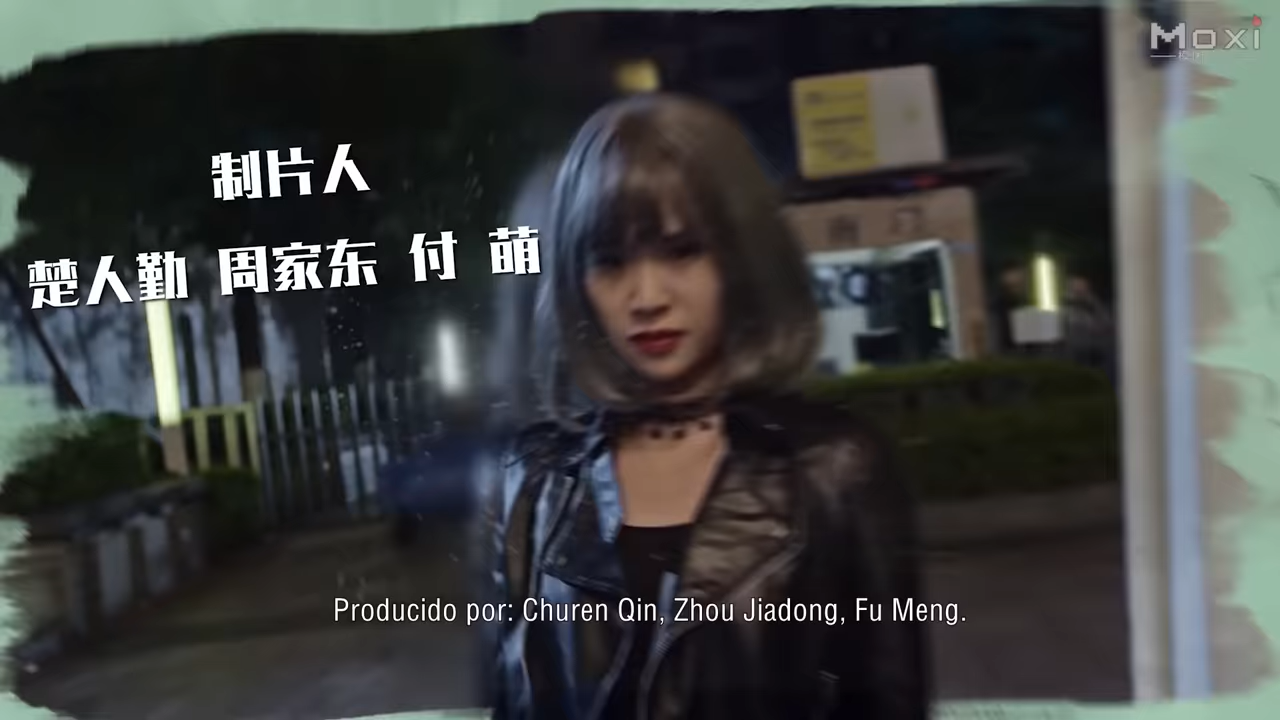 Moxi
制片人
楚人勤 周家东 付 萌
Producido por: Churen Qin, Zhou Jiadong, Fu Meng.